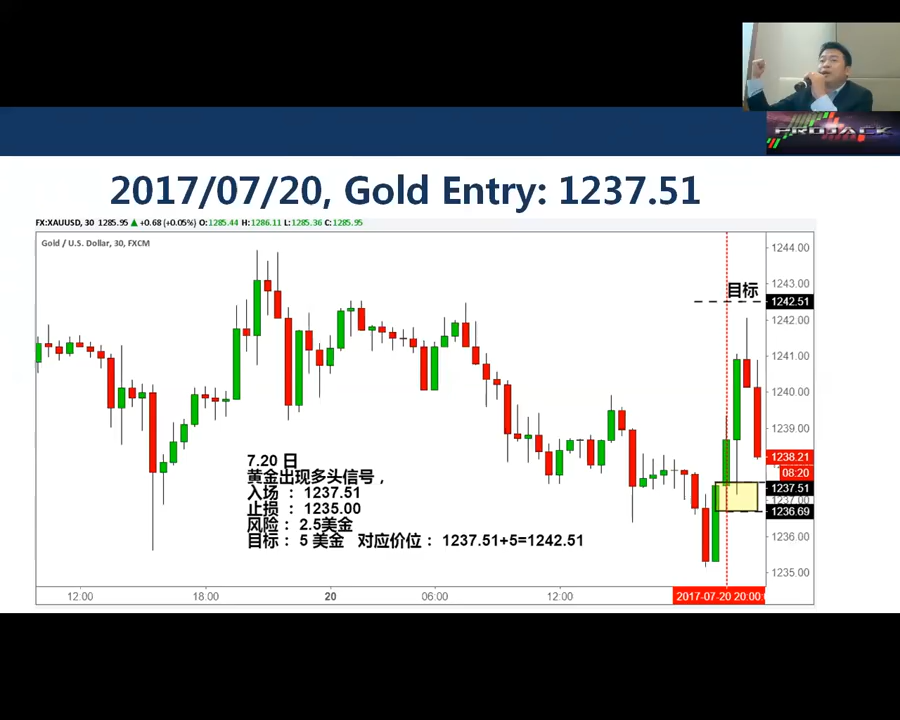 PROJACK
2017/07/20, Gold Entry: 1237.51
FX:XAUUSD, 30 1285.95 ▲ +0.68 (+0.05%) O:1285.44 H:1286.11 L:1285.36 C:1285.95
Gold / U.S. Dollar, 30, FXCM
1244.00
1243.00
目标
1242.51
1242.00
1241.00
1240.00
1239.00
1238.21
08:20
1237.51
1237.00
1236.69
1236.00
1235.00
7.20 日
黄金出现多头信号，
入场 ： 1237.51
止损 ： 1235.00
风险： 2.5美金
目标： 5 美金 对应价位： 1237.51+5=1242.51
12:00 18:00 20 06:00 12:00 2017-07-20 20:00:0